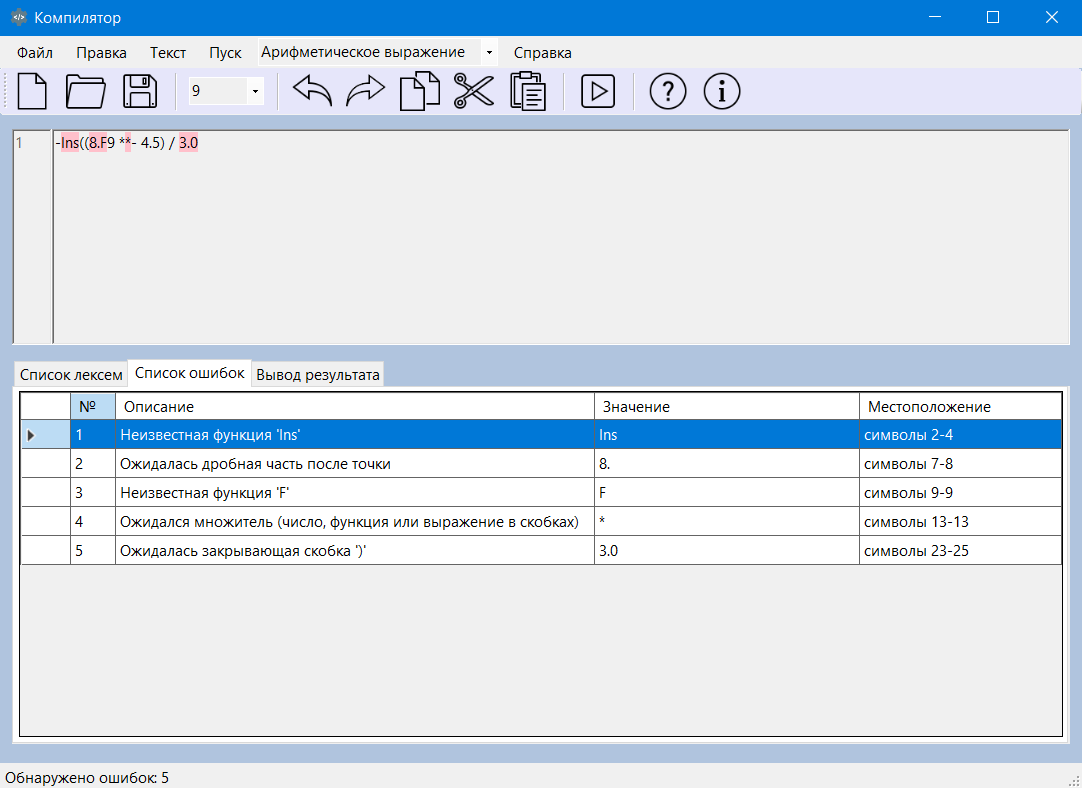 Компилятор
Файл Правка Текст Пуск Арифметическое выражение Справка
9
1 -Ins((8.F9 **- 4.5) / 3.0
Список лексем Список ошибок Вывод результата
№ Описание Значение Местоположение
1 Неизвестная функция 'Ins' Ins символы 2-4
2 Ожидалась дробная часть после точки 8. символы 7-8
3 Неизвестная функция 'F' F символы 9-9
4 Ожидался множитель (число, функция или выражение в скобках) * символы 13-13
5 Ожидалась закрывающая скобка ')' 3.0 символы 23-25
Обнаружено ошибок: 5